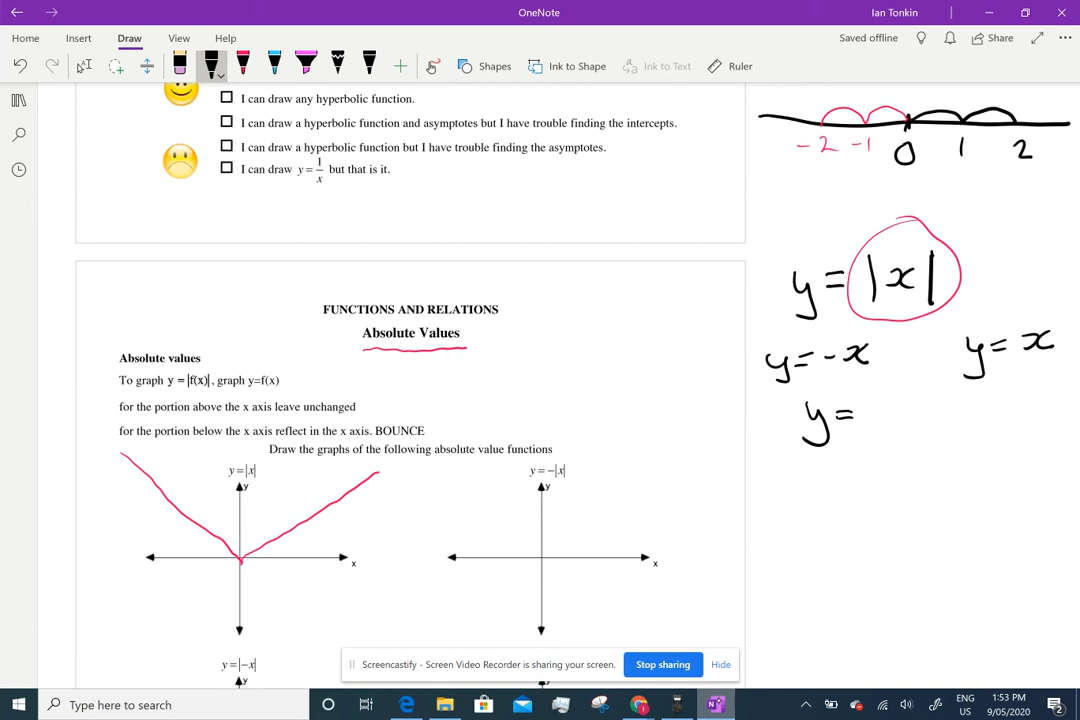 OneNote
Ian Tonkin
Home Insert Draw View Help
Saved offline
Share
Shapes
Ink to Shape
Ink to Text
Ruler
I can draw any hyperbolic function.
I can draw a hyperbolic function and asymptotes but I have trouble finding the intercepts.
I can draw a hyperbolic function but I have trouble finding the asymptotes.
I can draw y = 1/x but that is it.
-2 -1 0 1 2
FUNCTIONS AND RELATIONS
Absolute Values
Absolute values
To graph y = |f(x)|, graph y=f(x)
for the portion above the x axis leave unchanged
for the portion below the x axis reflect in the x axis. BOUNCE
Draw the graphs of the following absolute value functions
y = |x|
y = -|x|
y
y
x
x
y = |-x|
y
y = |x|
y = -x y = x
y =
Screencastify - Screen Video Recorder is sharing your screen.
Stop sharing
Hide
Type here to search
ENG
US
1:53 PM
9/05/2020